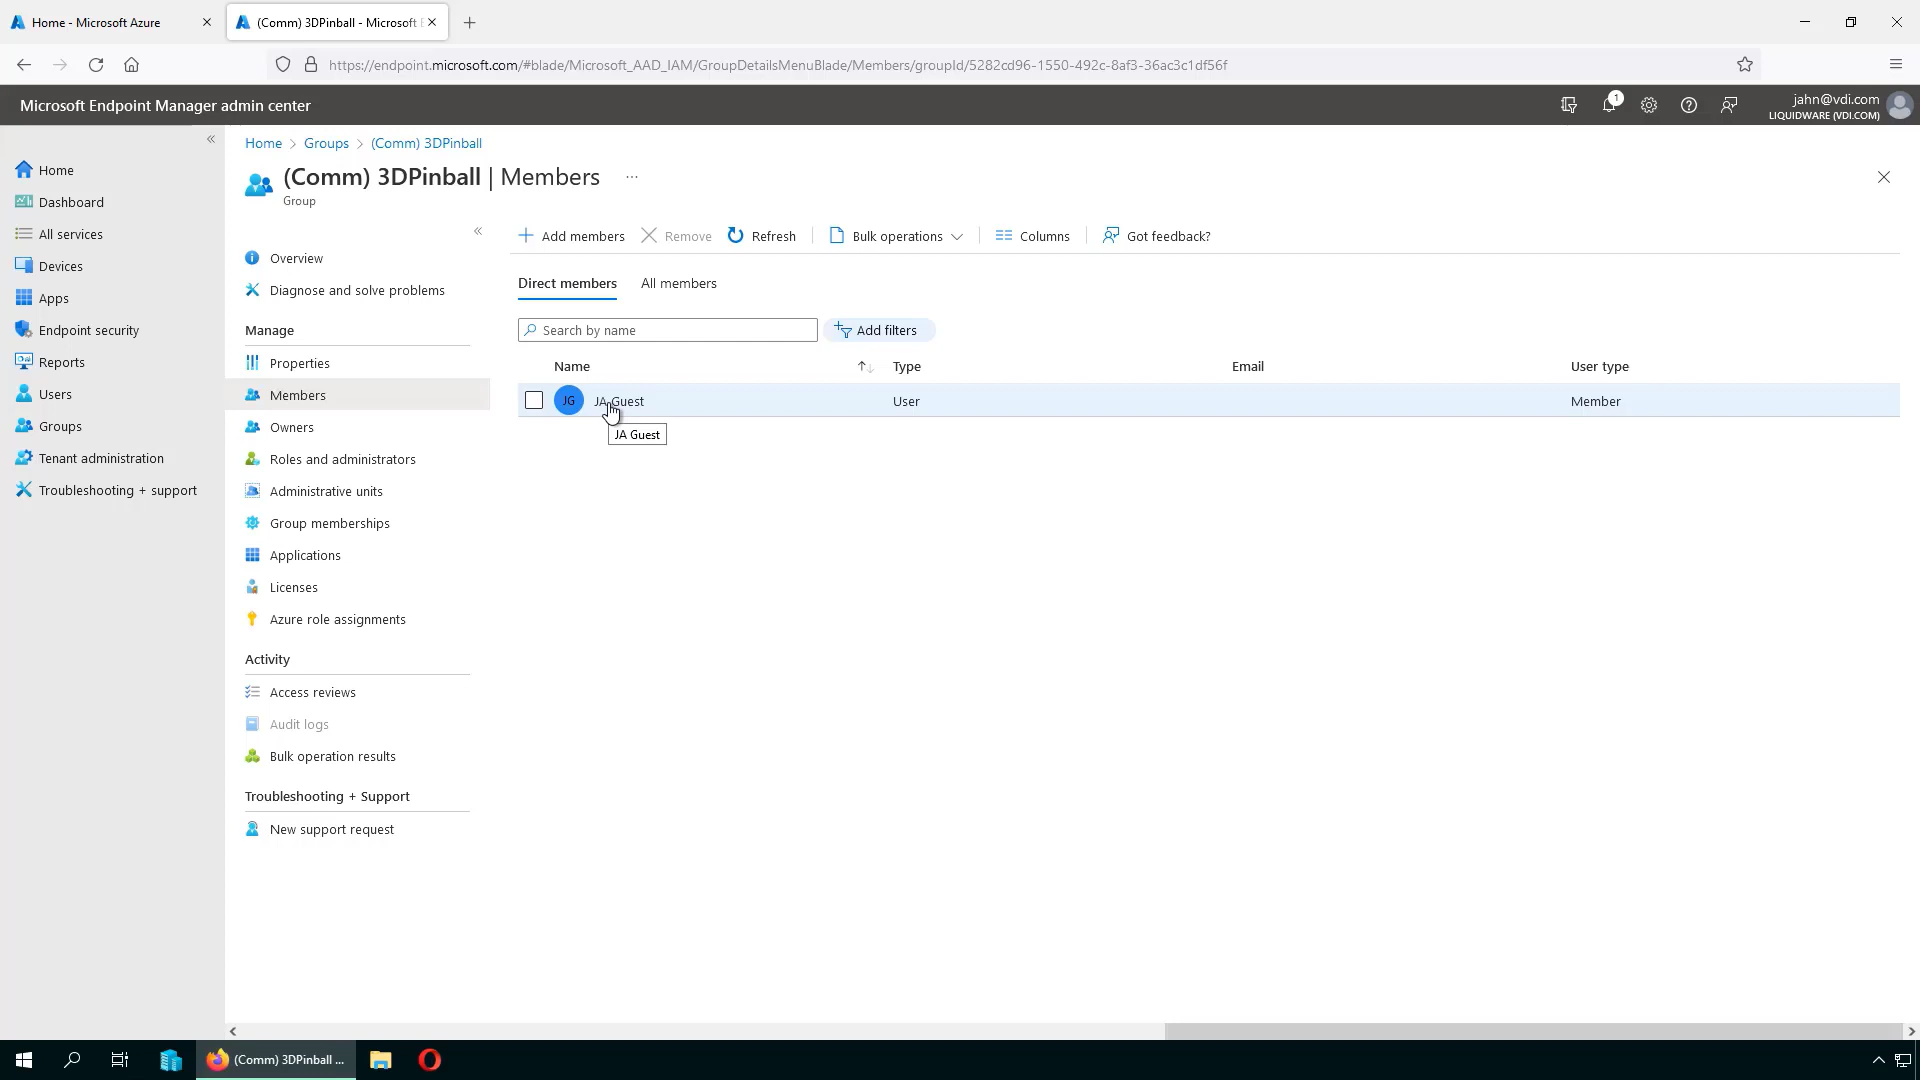 Home - Microsoft Azure
(Comm) 3DPinball - Microsoft E
https://endpoint.microsoft.com/#blade/Microsoft_AAD_IAM/GroupDetailsMenuBlade/Members/groupId/5282cd96-1550-492c-8af3-36ac3c1df56f
Microsoft Endpoint Manager admin center
1
jahn@vdi.com
LIQUIDWARE (VDI.COM)
Home
Dashboard
All services
Devices
Apps
Endpoint security
Reports
Users
Groups
Tenant administration
Troubleshooting + support
Home > Groups > (Comm) 3DPinball
(Comm) 3DPinball | Members ...
Group
Overview
Diagnose and solve problems
Manage
Properties
Members
Owners
Roles and administrators
Administrative units
Group memberships
Applications
Licenses
Azure role assignments
Activity
Access reviews
Audit logs
Bulk operation results
Troubleshooting + Support
New support request
Add members Remove Refresh Bulk operations Columns Got feedback?
Direct members All members
Search by name Add filters
Name Type Email User type
JG JA Guest User Member
JA Guest
(Comm) 3DPinball ...